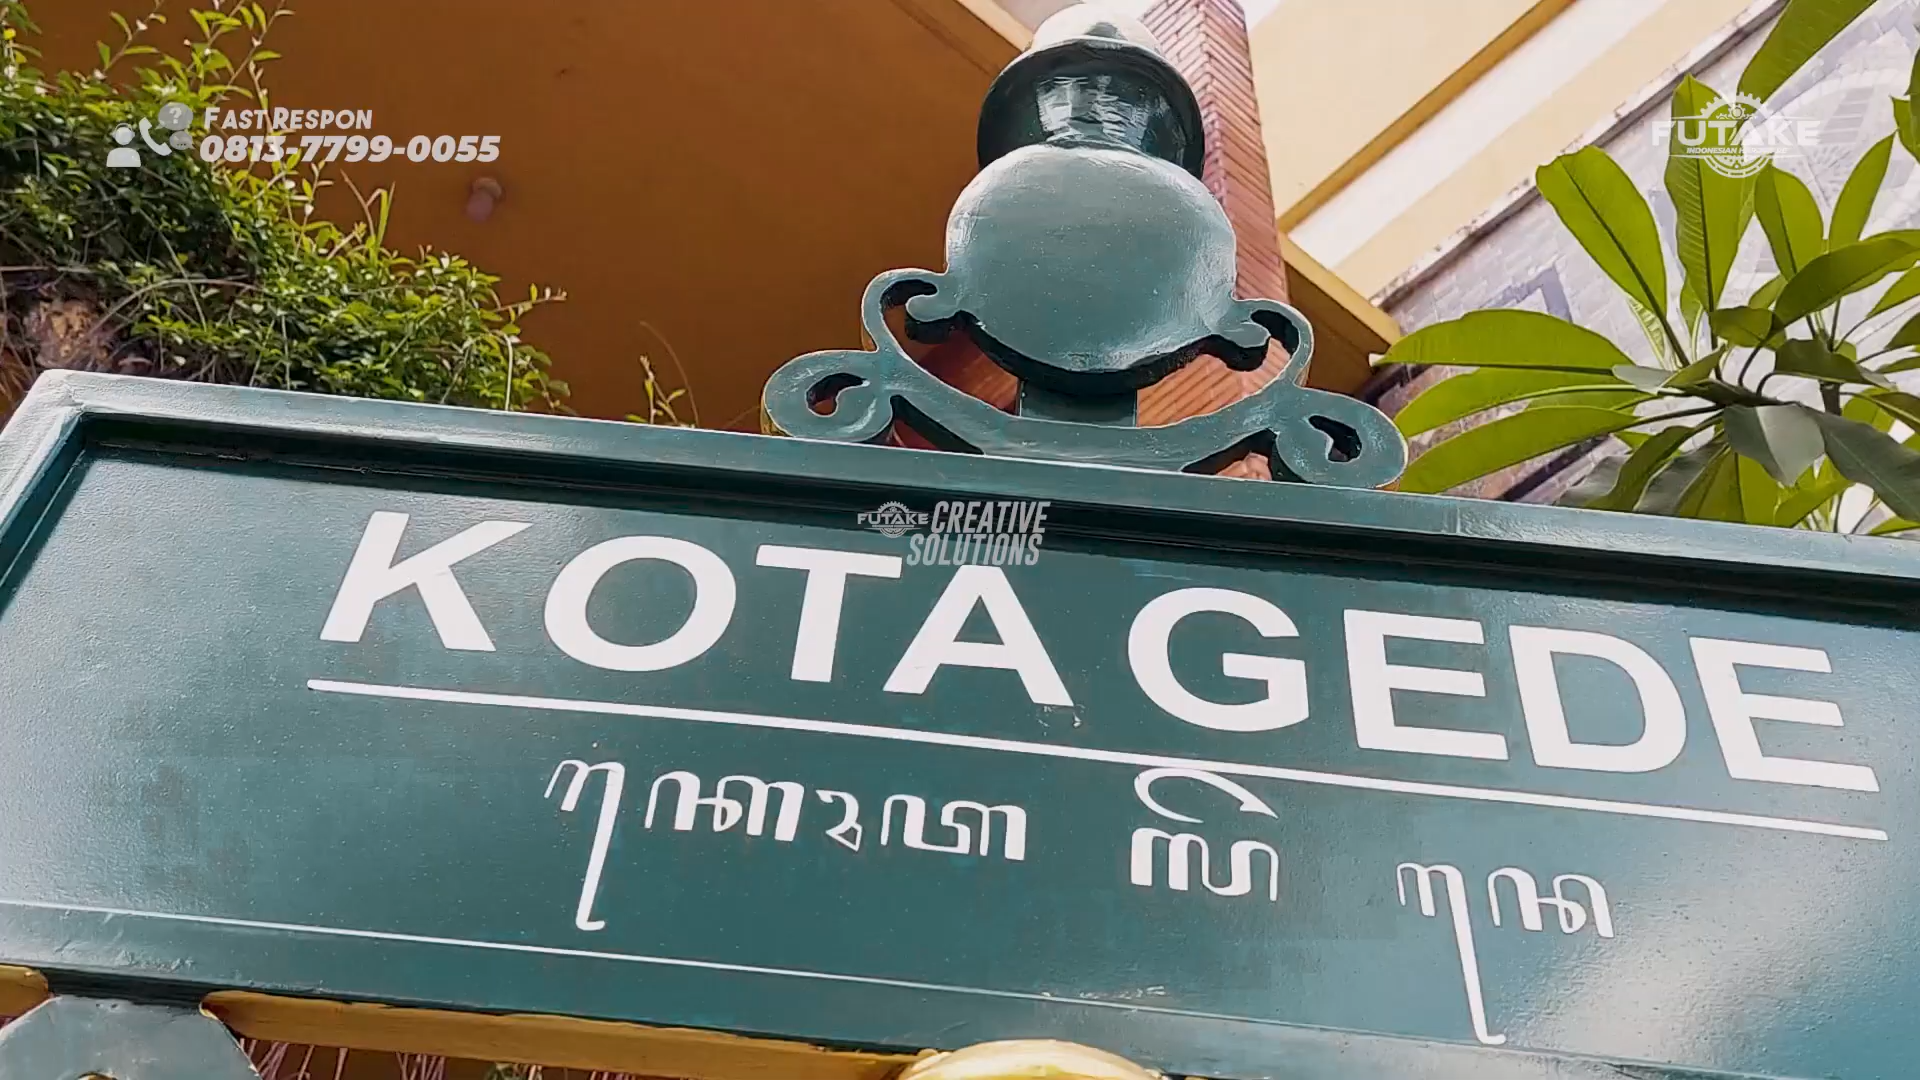 FAST RESPON
0813-7799-0055
FUTAKE
FUTAKE CREATIVE
SOLUTIONS
KOTA GEDE
ꦏꦺꦴꦠ ꦒꦼ ꦢꦺ